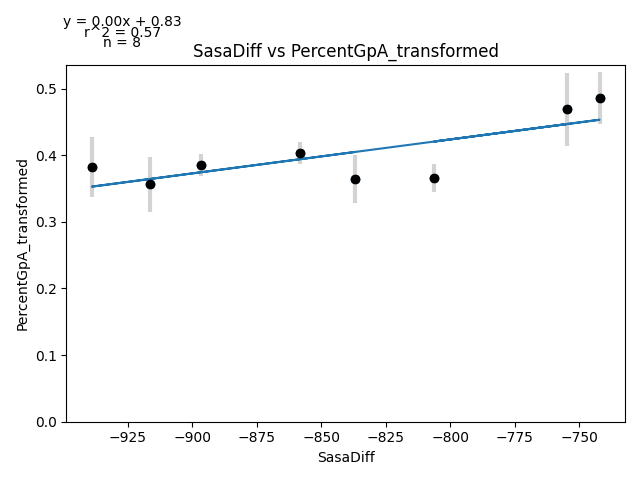 y = 0.00x + 0.83
r^2 = 0.57
n = 8
SasaDiff vs PercentGpA_transformed
0.5
0.4
0.3
0.2
0.1
0.0
PercentGpA_transformed
−925
−900
−875
−850
−825
−800
−775
−750
SasaDiff